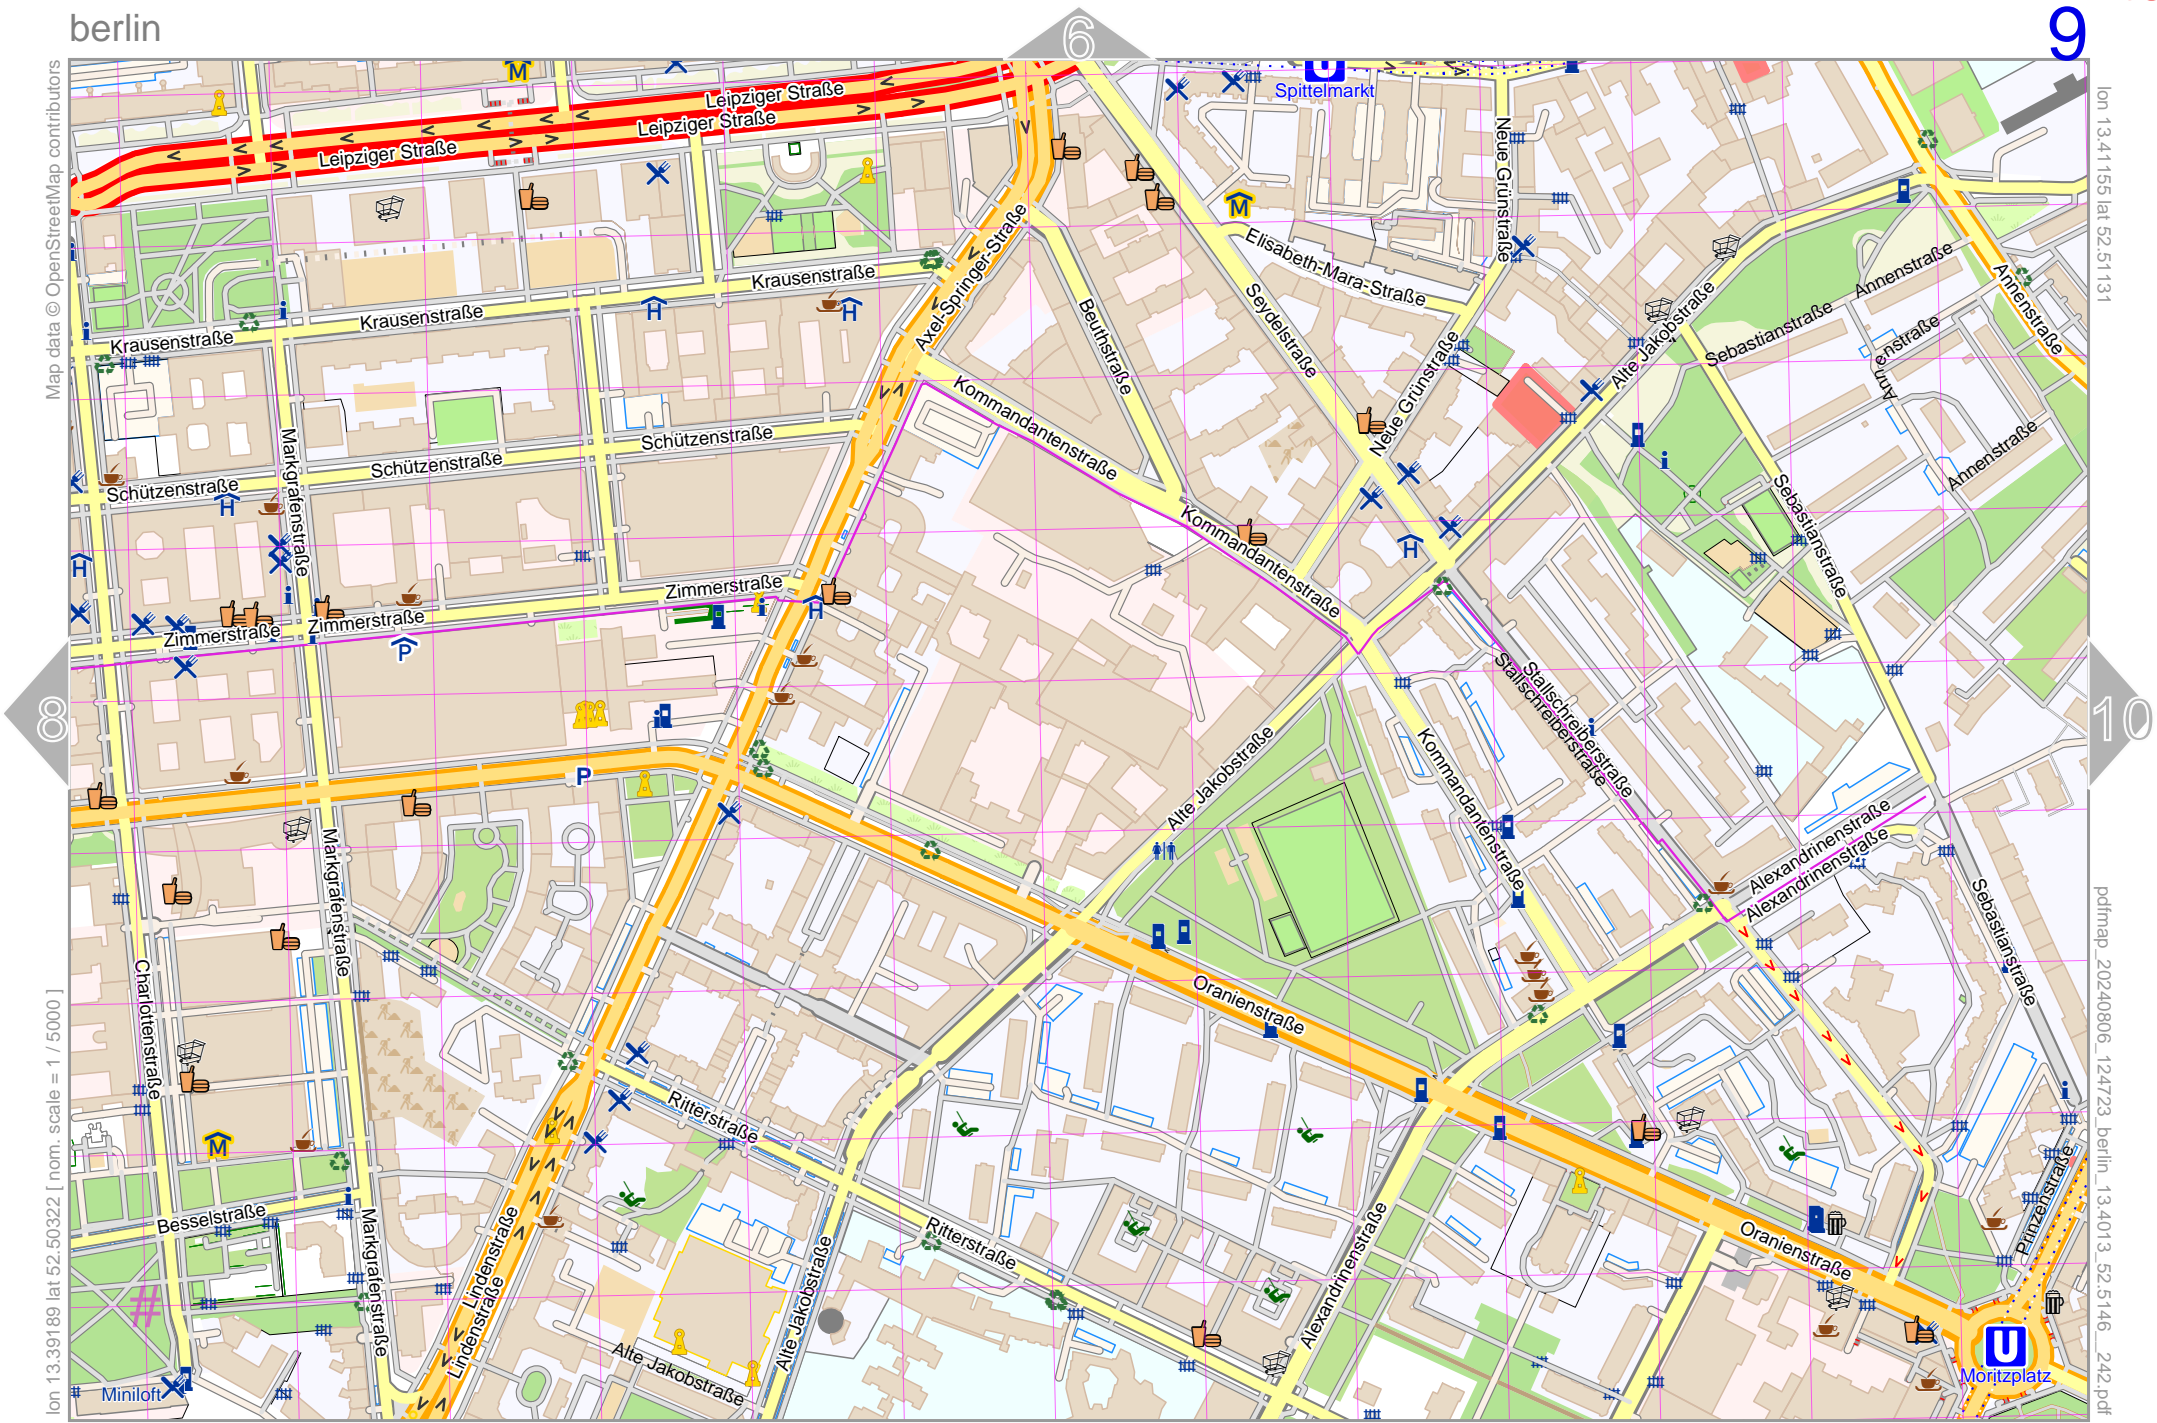 berlin
6
9
Map data © OpenStreetMap contributors
lon 13.41155 lat 52.51131
M
Leipziger Straße
Leipziger Straße
Leipziger Straße
U
Spittelmarkt
Neue Grünstraße
M
Elisabeth-Mara-Straße
Axel-Springer-Straße
Krausenstraße
Krausenstraße
Krausenstraße
H
H
Beuthstraße
Seydelstraße
Neue Grünstraße
Alte Jakobstraße
Sebastianstraße
Annenstraße
Annenstraße
Annenstraße
Annenstraße
Kommandantenstraße
Schützenstraße
Schützenstraße
Schützenstraße
H
Markgrafenstraße
Kommandantenstraße
Sebastianstraße
H
H
Zimmerstraße
Zimmerstraße
Zimmerstraße
H
P
8
10
Stallschreiberstraße
Stallschreiberstraße
P
Alte Jakobstraße
Kommandantenstraße
Markgrafenstraße
Alexandrinenstraße
Alexandrinenstraße
Sebastianstraße
Charlottenstraße
Oranienstraße
Ritterstraße
M
Besselstraße
Markgrafenstraße
Lindenstraße
Lindenstraße
Alte Jakobstraße
Alte Jakobstraße
Ritterstraße
Alexandrinenstraße
Oranienstraße
Prinzenstraße
#
Miniloft
U
Moritzplatz
lon 13.39189 lat 52.50322 [ nom. scale = 1 / 5000 ]
pdfmap_20240806_124723_berlin_13.4013_52.5146_242.pdf